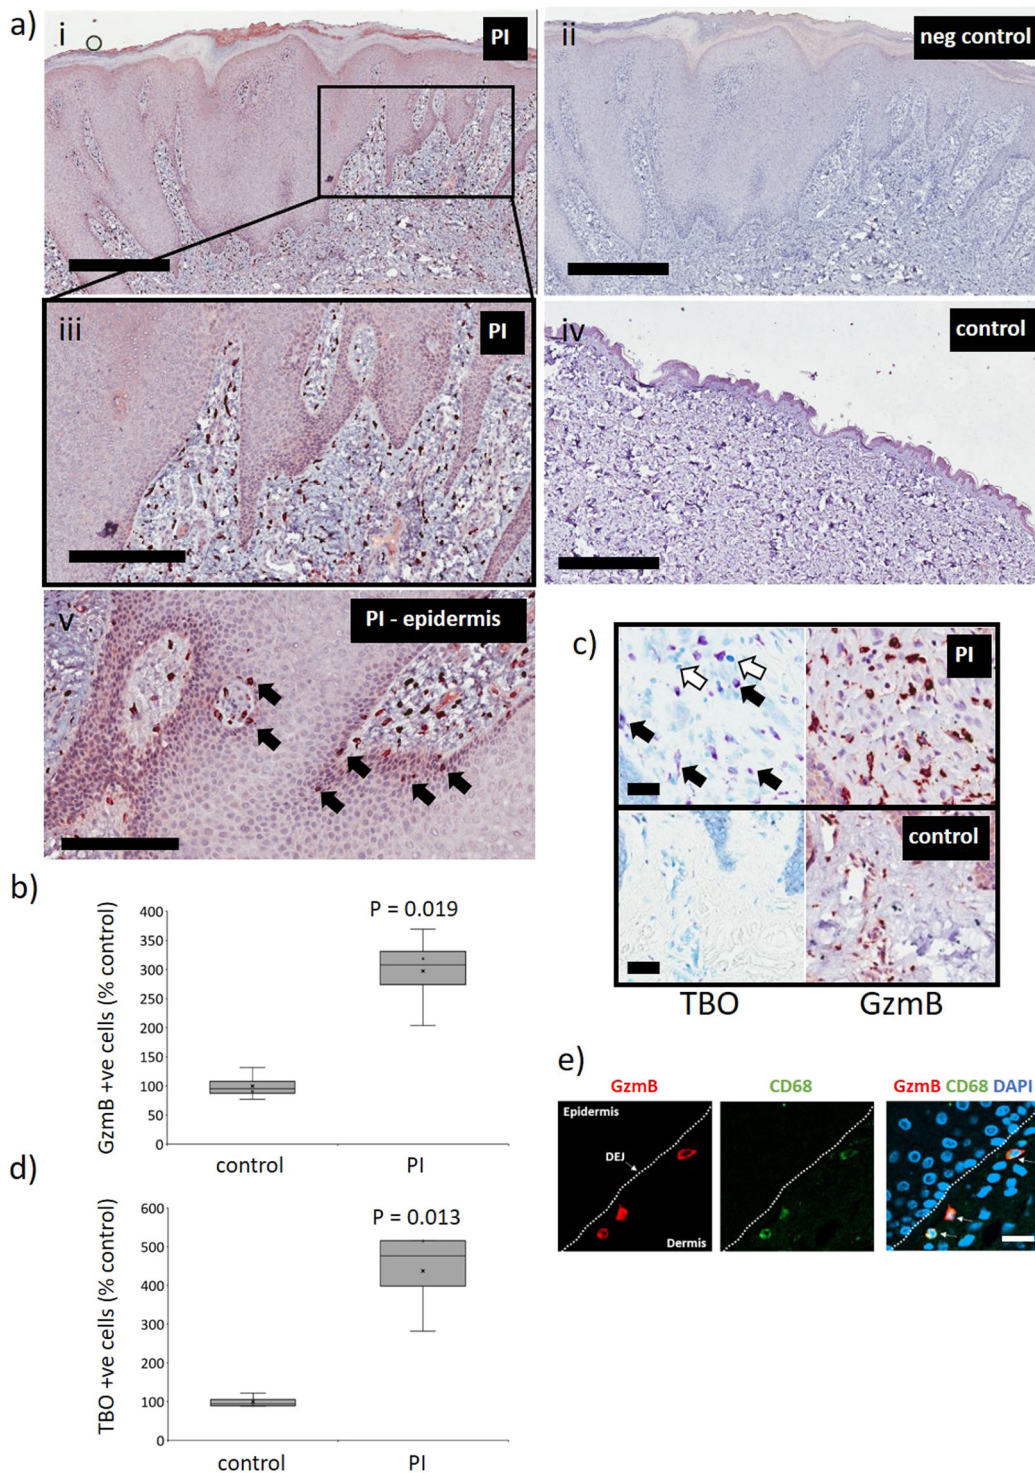 a)
i
PI
ii
neg control
iii
PI
iv
control
v
PI - epidermis
c)
PI
control
TBO GzmB
b)
GzmB +ve cells (% control)
400
350
300
250
200
150
100
50
0
P = 0.019
control PI
d)
TBO +ve cells (% control)
600
500
400
300
200
100
0
P = 0.013
control PI
e)
GzmB CD68 GzmB CD68 DAPI
Epidermis
DEJ
Dermis